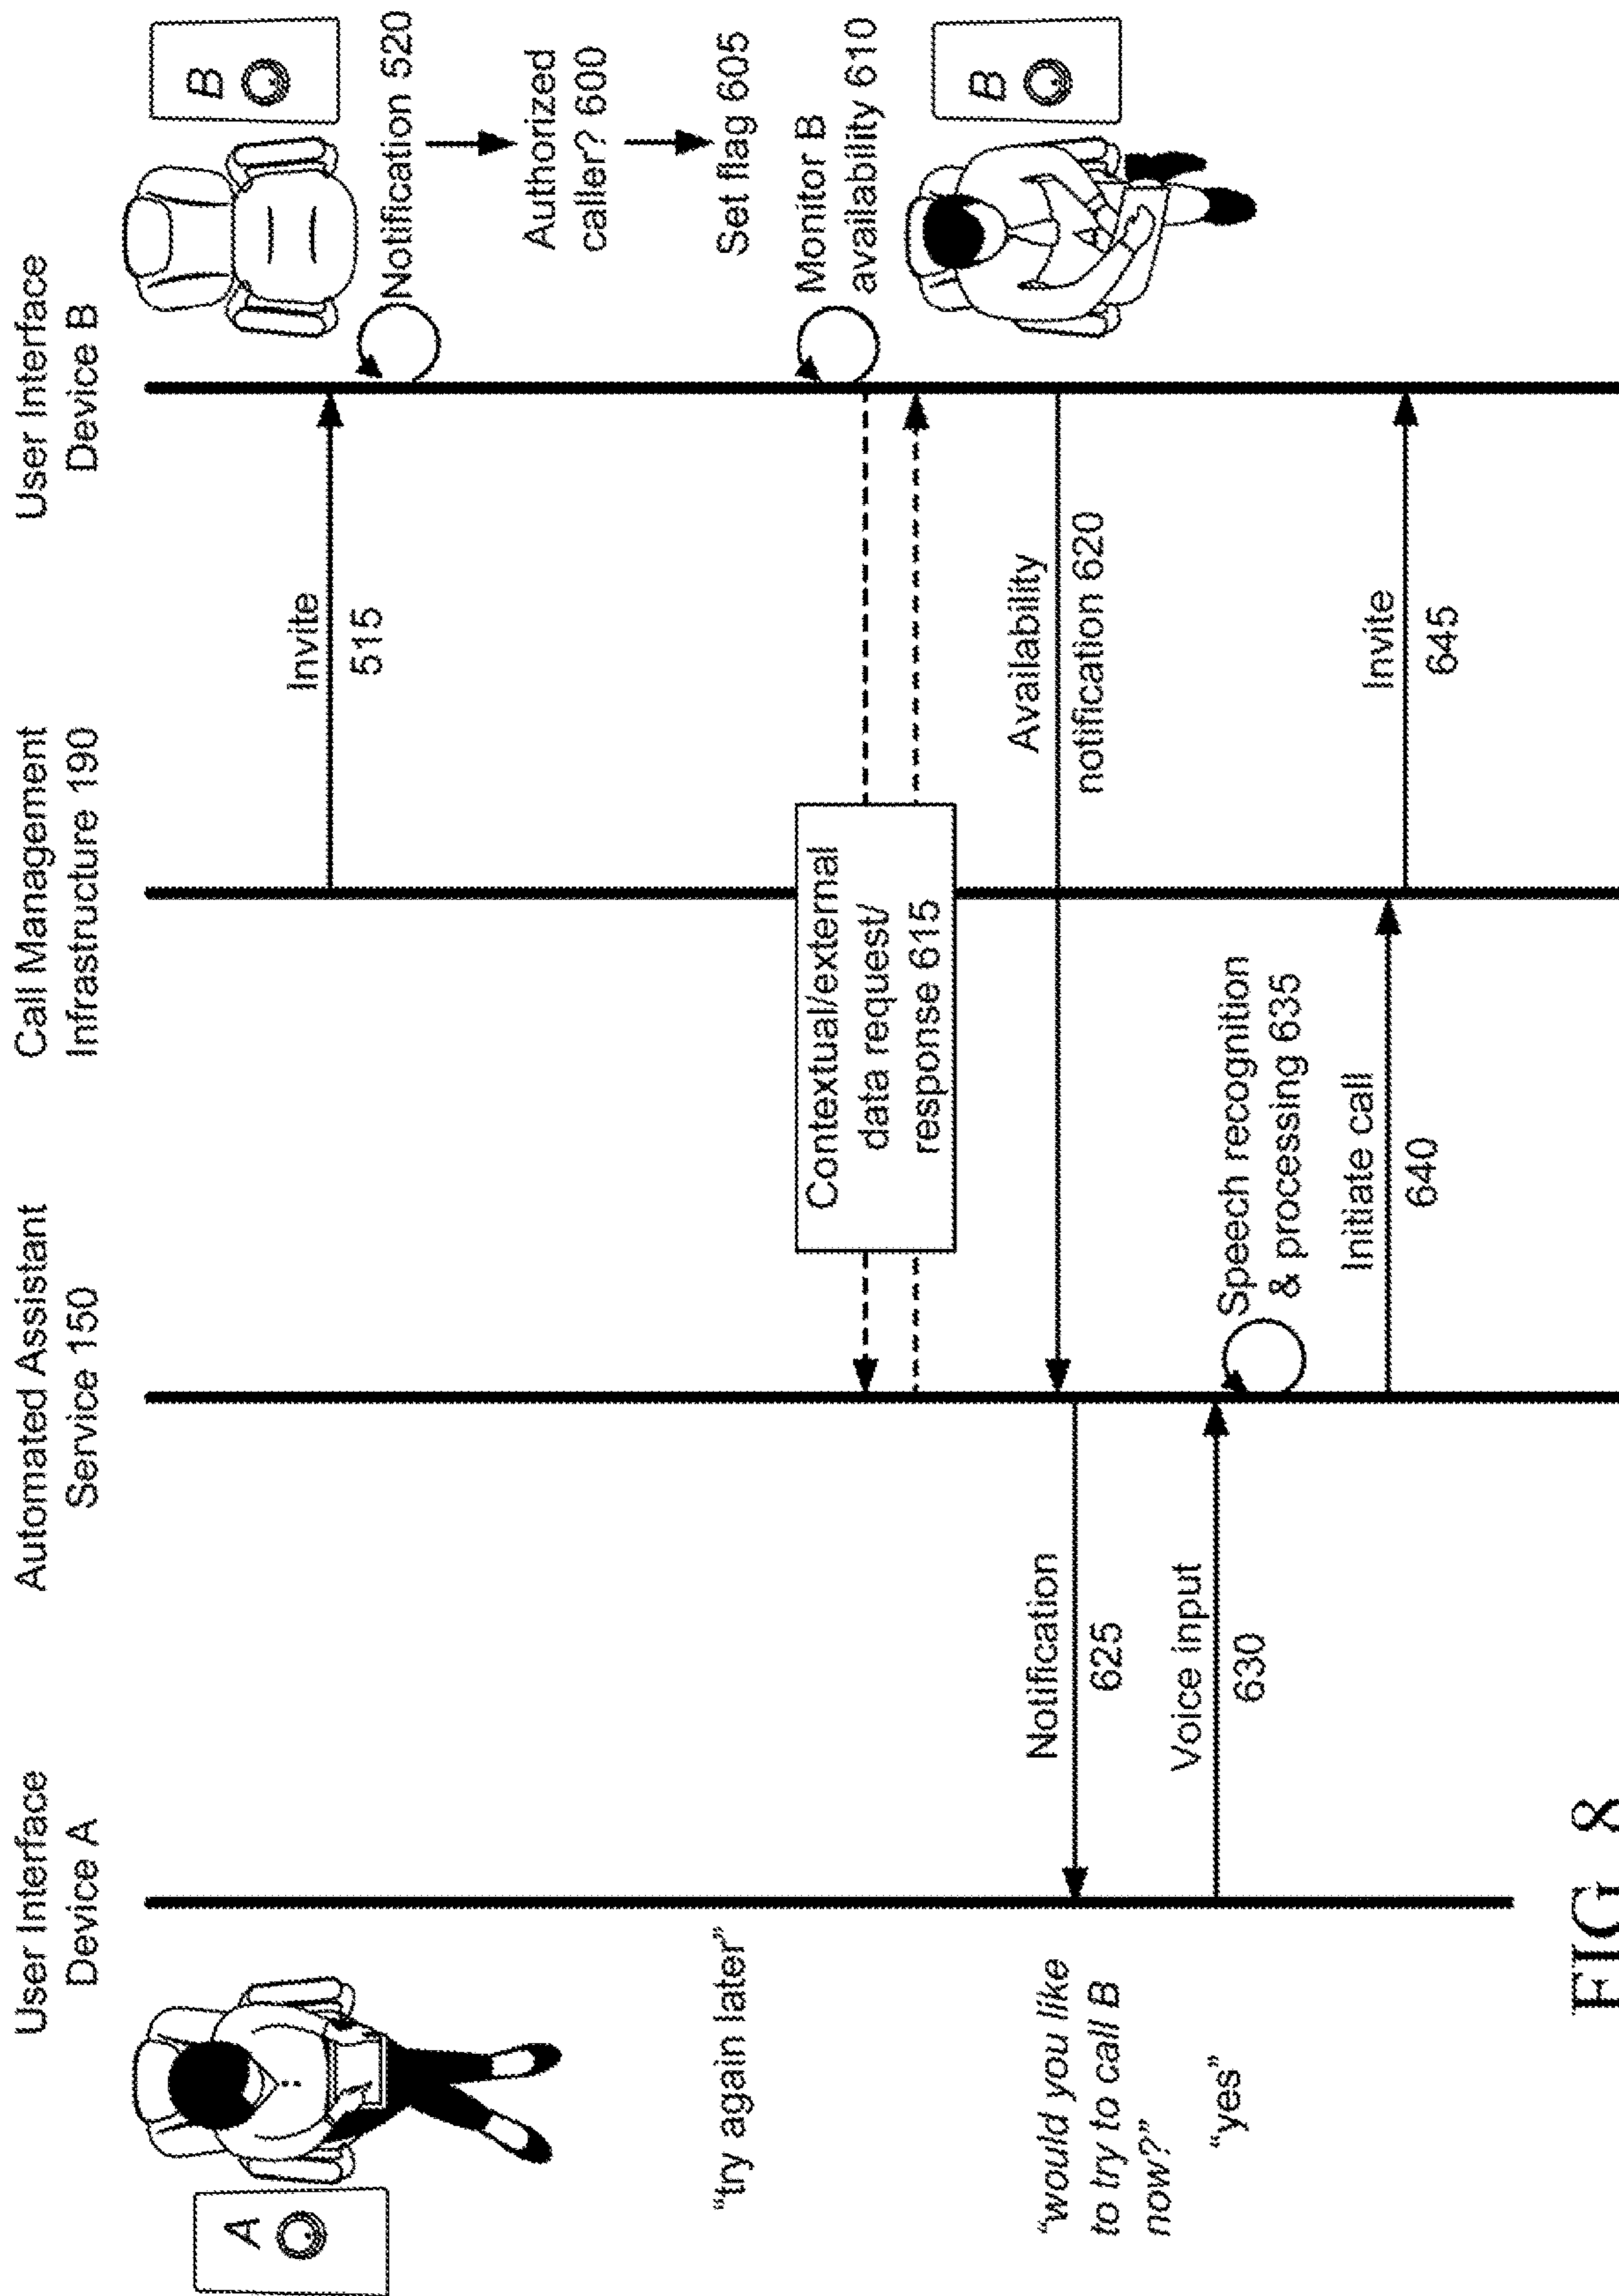 User Interface
Device A
Automated Assistant
Service 150
Call Management
Infrastructure 190
User Interface
Device B
A
B
Invite
515
Notification 520
Authorized
caller? 600
Set flag 605
"try again later"
Monitor B
availability 610
Contextual/external
data request/
response 615
B
A
Availability
notification 620
"would you like
to try to call B
now?"
Notification
625
"yes"
Voice input
630
Speech recognition
& processing 635
Initiate call
640
Invite
645
FIG 8